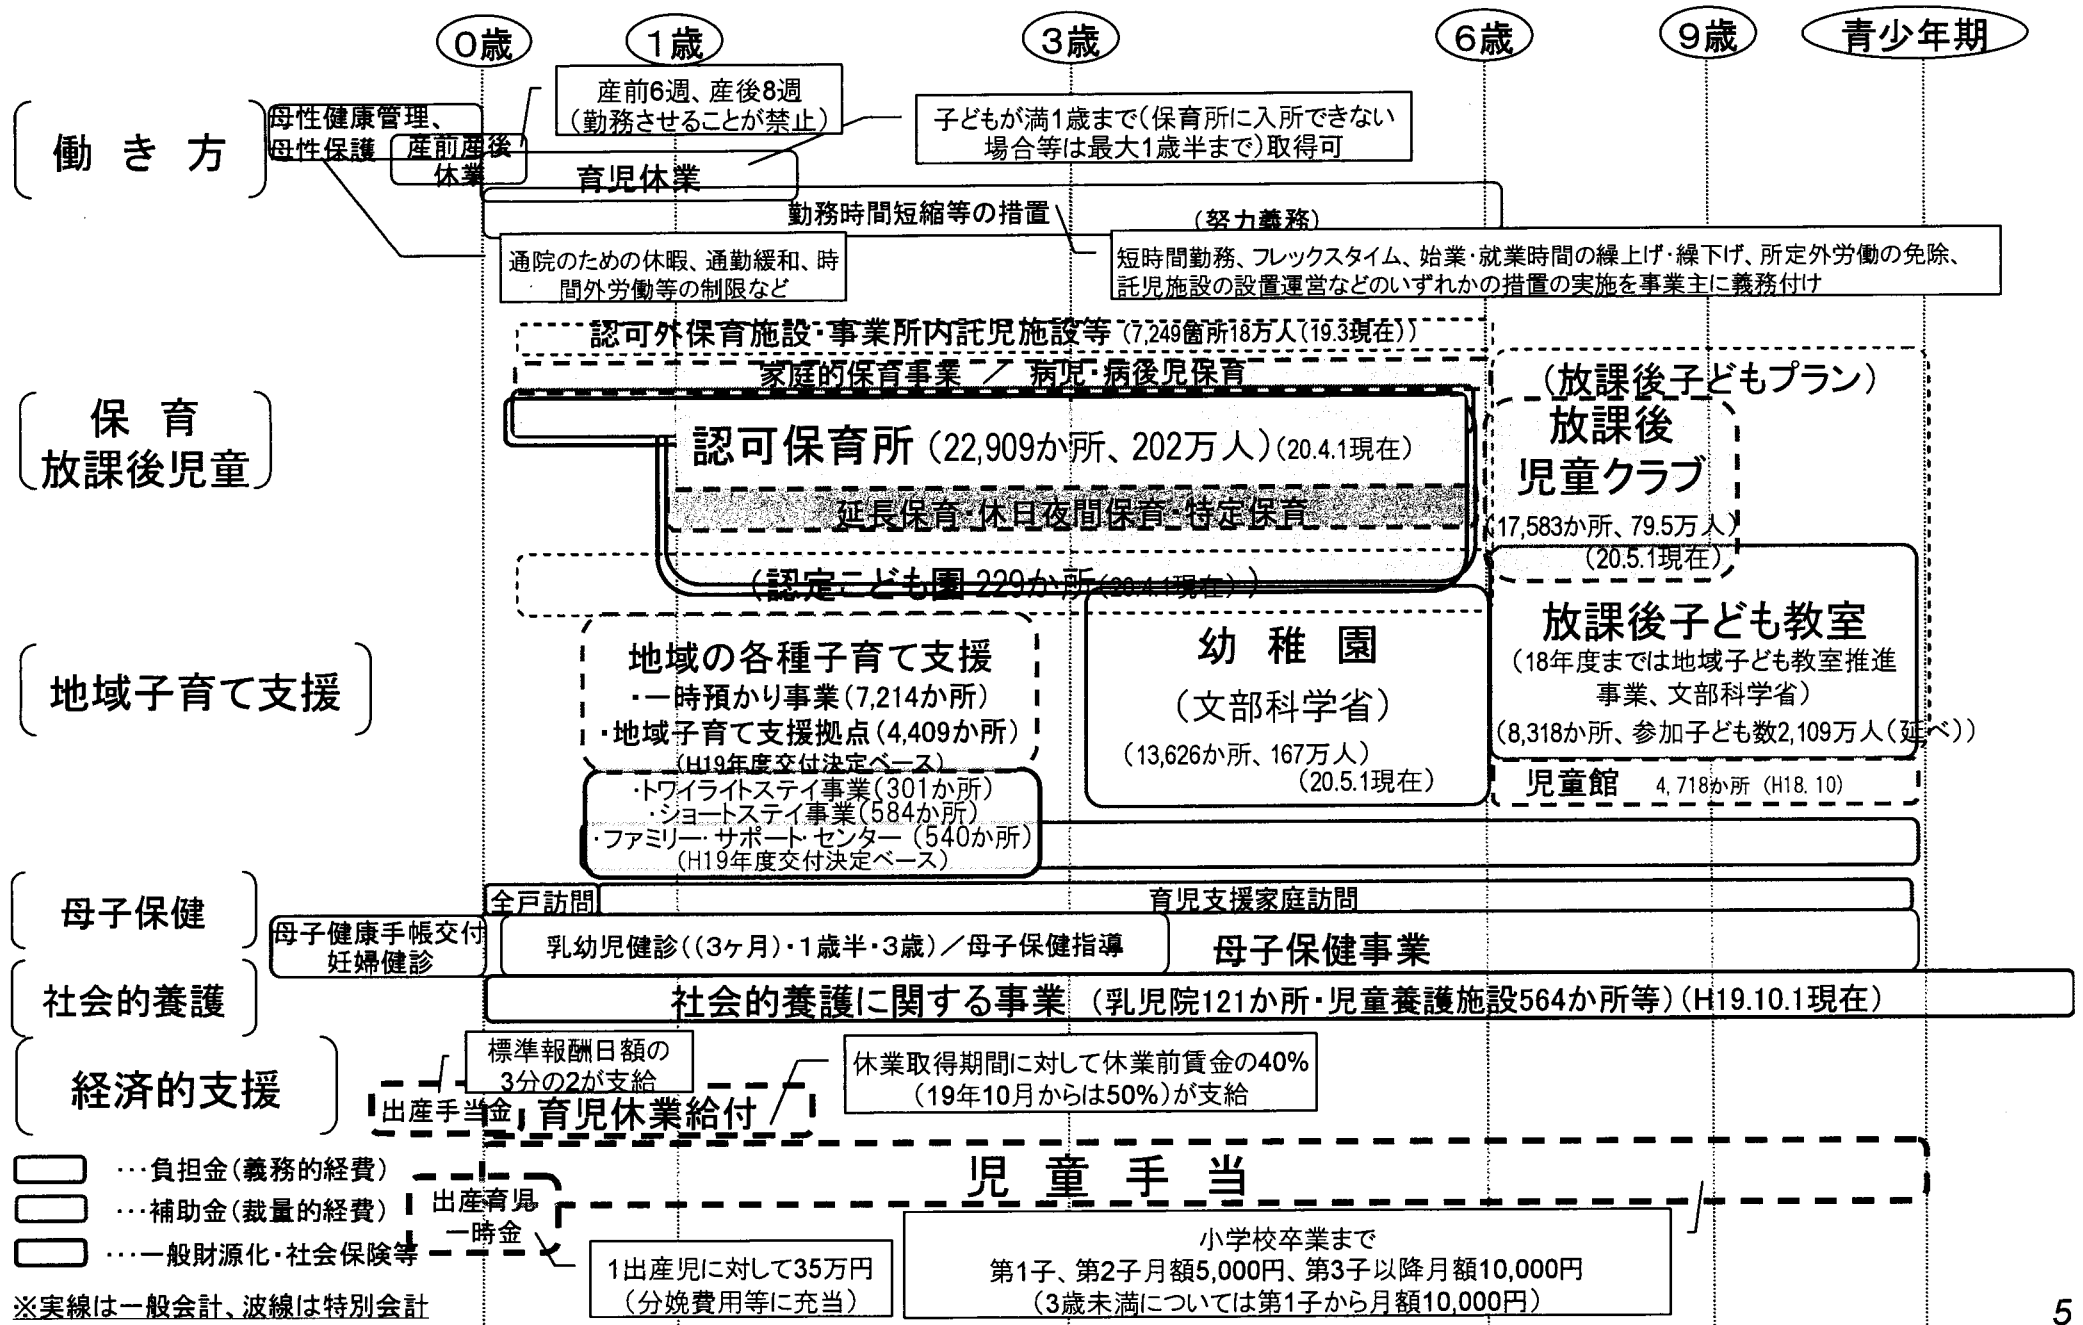 0歳
1歳
3歳
6歳
9歳
青少年期
働き方
母性健康管理、
母性保護
産前産後
休業
産前6週、産後8週
(勤務させることが禁止)
子どもが満1歳まで(保育所に入所できない
場合等は最大1歳半まで)取得可
育児休業
勤務時間短縮等の措置
(努力義務)
通院のための休暇、通勤緩和、時
間外労働等の制限など
短時間勤務、フレックスタイム、始業・就業時間の繰上げ・繰下げ、所定外労働の免除、
託児施設の設置運営などのいずれかの措置の実施を事業主に義務付け
保育
放課後児童
認可外保育施設・事業所内託児施設等(7,249箇所18万人(19.3現在))
家庭的保育事業 / 病児・病後児保育
認可保育所(22,909か所、202万人)(20.4.1現在)
延長保育・休日夜間保育・特定保育
(認定こども園 229か所(20.4.1現在))
(放課後子どもプラン)
放課後
児童クラブ
(17,583か所、79.5万人)
(20.5.1現在)
放課後子ども教室
(18年度までは地域子ども教室推進
事業、文部科学省)
(8,318か所、参加子ども数2,109万人(延べ))
児童館 4,718か所 (H18.10)
地域子育て支援
地域の各種子育て支援
・一時預かり事業(7,214か所)
・地域子育て支援拠点(4,409か所)
(H19年度交付決定ベース)
・トワイライトステイ事業(301か所)
・ショートステイ事業(584か所)
・ファミリー・サポート・センター(540か所)
(H19年度交付決定ベース)
幼稚園
(文部科学省)
(13,626か所、167万人)
(20.5.1現在)
母子保健
全戸訪問
育児支援家庭訪問
母子健康手帳交付
妊婦健診
乳幼児健診((3ヶ月)・1歳半・3歳)/母子保健指導
母子保健事業
社会的養護
社会的養護に関する事業 (乳児院121か所・児童養護施設564か所等)(H19.10.1現在)
経済的支援
標準報酬日額の
3分の2が支給
出産手当金
育児休業給付
休業取得期間に対して休業前賃金の40%
(19年10月からは50%)が支給
児童手当
出産育児
一時金
1出産児に対して35万円
(分娩費用等に充当)
小学校卒業まで
第1子、第2子月額5,000円、第3子以降月額10,000円
(3歳未満については第1子から月額10,000円)
…負担金(義務的経費)
…補助金(裁量的経費)
…一般財源化・社会保険等
※実線は一般会計、波線は特別会計
5